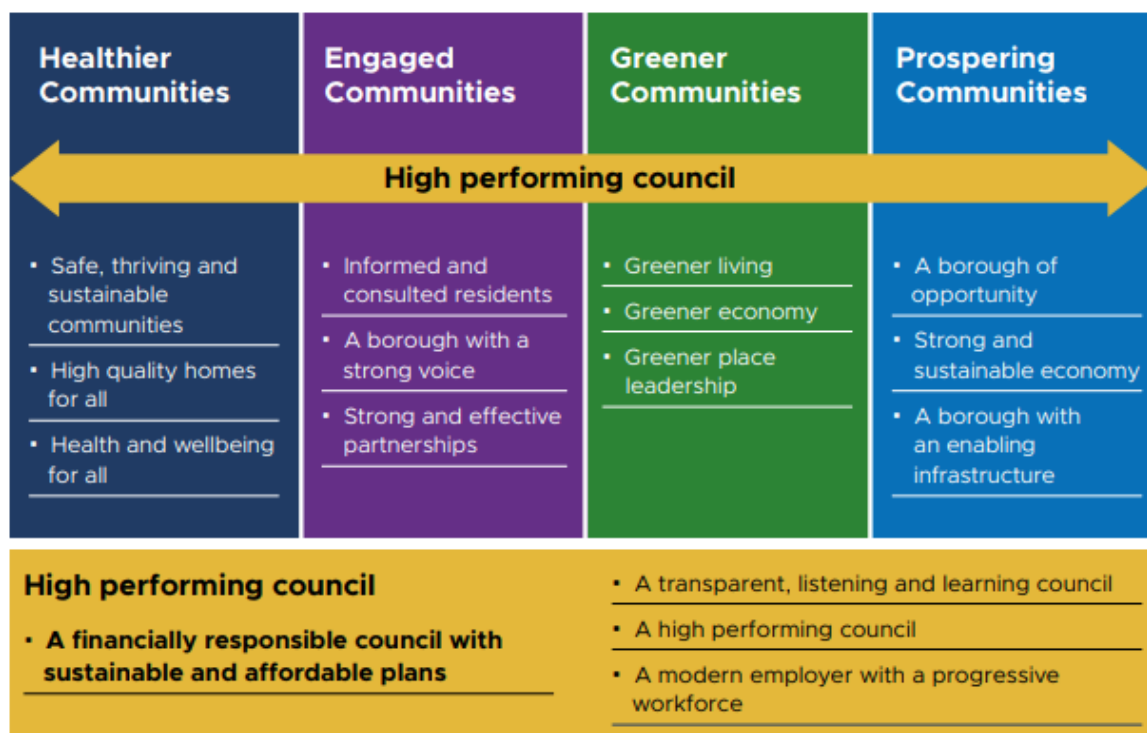 Healthier
Communities
Engaged
Communities
Greener
Communities
Prospering
Communities
High performing council
• Safe, thriving and
sustainable
communities
• High quality homes
for all
• Health and wellbeing
for all
• Informed and
consulted residents
• A borough with a
strong voice
• Strong and effective
partnerships
• Greener living
• Greener economy
• Greener place
leadership
• A borough of
opportunity
• Strong and
sustainable economy
• A borough with
an enabling
infrastructure
High performing council
• A financially responsible council with
sustainable and affordable plans
• A transparent, listening and learning council
• A high performing council
• A modern employer with a progressive
workforce